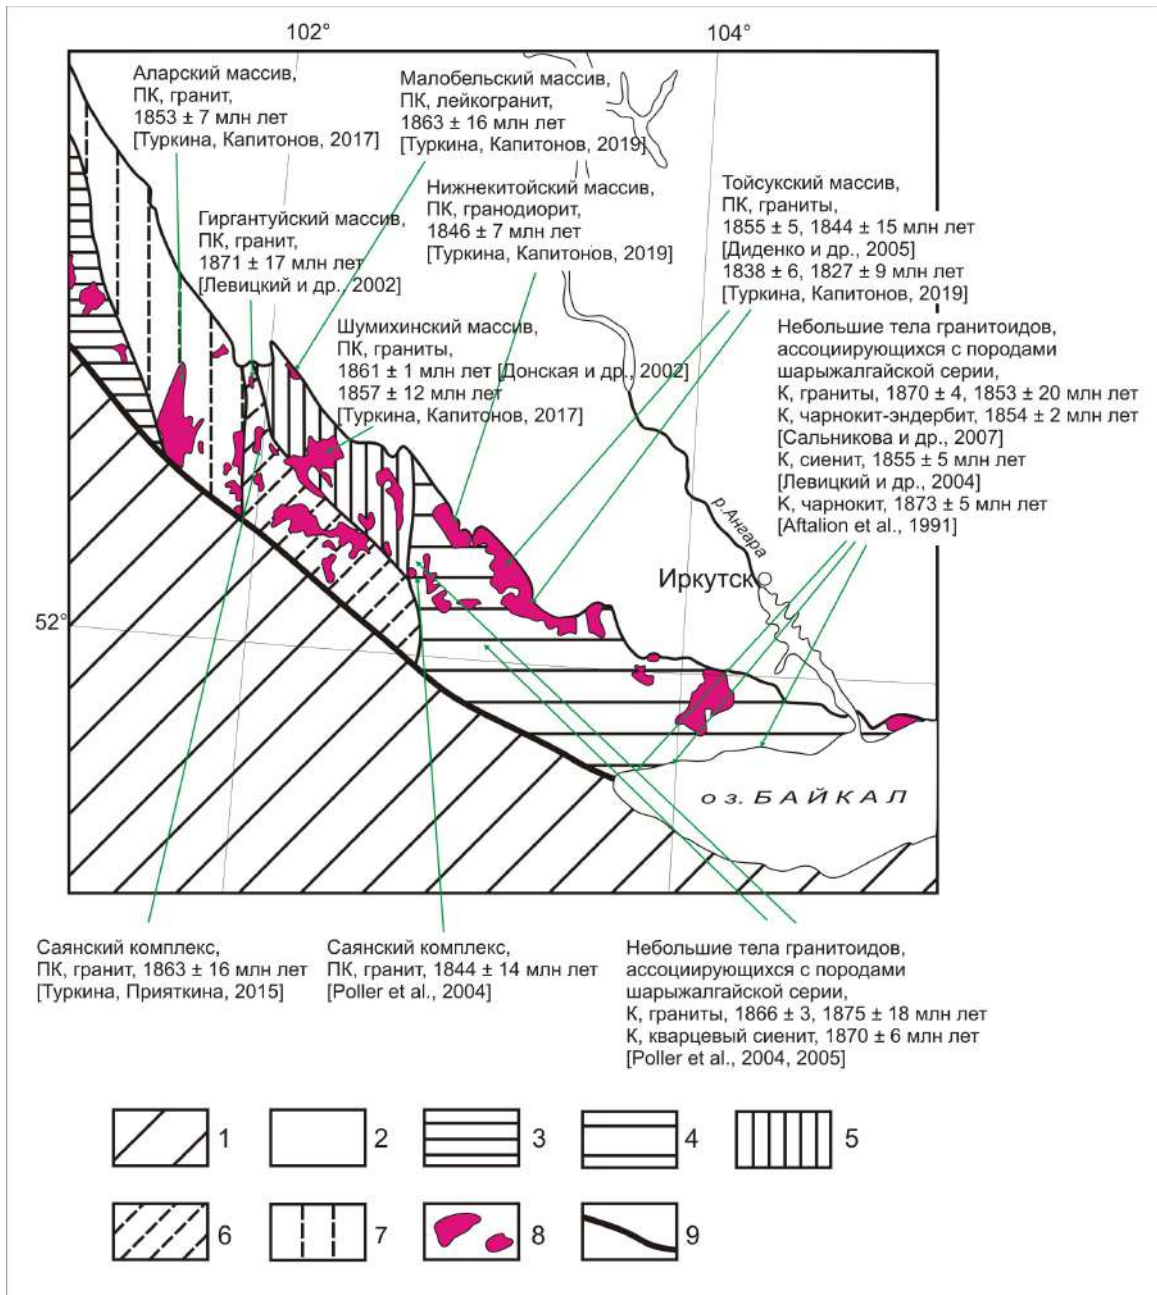 102°
104°
Аларский массив,
ПК, гранит,
1853 ± 7 млн лет
[Туркина, Капитонов, 2017]
Малобельский массив,
ПК, лейкогранит,
1863 ± 16 млн лет
[Туркина, Капитонов, 2019]
Гиргантуйский массив,
ПК, гранит,
1871 ± 17 млн лет
[Левицкий и др., 2002]
Нижнекитойский массив,
ПК, гранодиорит,
1846 ± 7 млн лет
[Туркина, Капитонов, 2019]
Тойсукский массив,
ПК, граниты,
1855 ± 5, 1844 ± 15 млн лет
[Диденко и др., 2005]
1838 ± 6, 1827 ± 9 млн лет
[Туркина, Капитонов, 2019]
Шумихинский массив,
ПК, граниты,
1861 ± 1 млн лет [Донская и др., 2002]
1857 ± 12 млн лет
[Туркина, Капитонов, 2017]
Небольшие тела гранитоидов,
ассоциирующихся с породами
шарыжалгайской серии,
К, граниты, 1870 ± 4, 1853 ± 20 млн лет
К, чарнокит-эндербит, 1854 ± 2 млн лет
[Сальникова и др., 2007]
К, сиенит, 1855 ± 5 млн лет
[Левицкий и др., 2004]
К, чарнокит, 1873 ± 5 млн лет
[Aftalion et al., 1991]
р.Ангара
Иркутск
52°
оз. БАЙКАЛ
Саянский комплекс,
ПК, гранит, 1863 ± 16 млн лет
[Туркина, Прияткина, 2015]
Саянский комплекс,
ПК, гранит, 1844 ± 14 млн лет
[Poller et al., 2004]
Небольшие тела гранитоидов,
ассоциирующихся с породами
шарыжалгайской серии,
К, граниты, 1866 ± 3, 1875 ± 18 млн лет
К, кварцевый сиенит, 1870 ± 6 млн лет
[Poller et al., 2004, 2005]
1
2
3
4
5
6
7
8
9